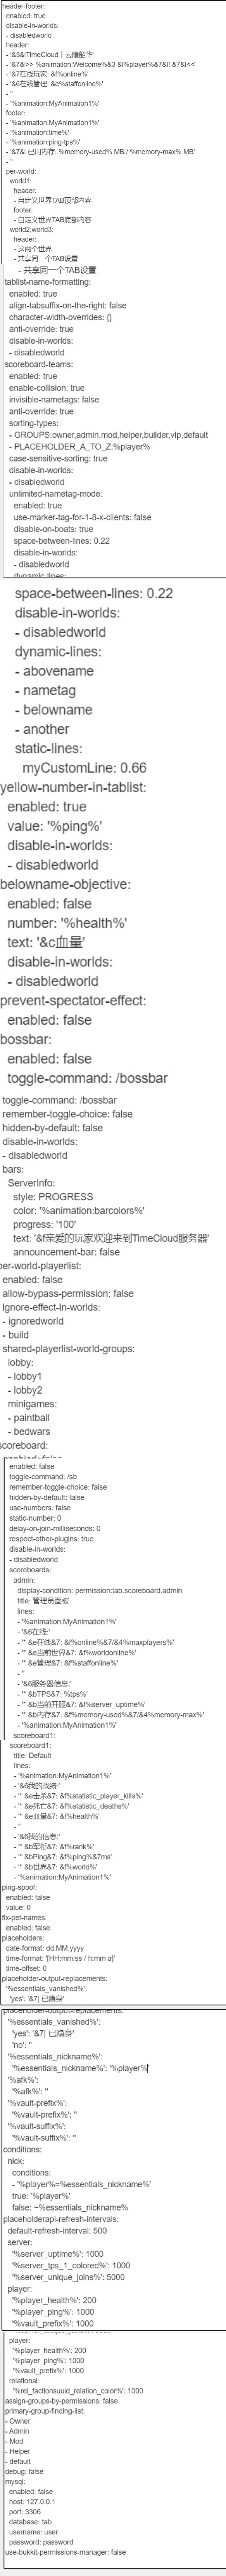 header-footer:
enabled: true
disable-in-worlds:
- disabledworld
header:
- '&3&lTimeCloud丨云隐韶华'
- '&7&l>> %animation:Welcome%&3 &l%player%&7&l! &7&l<<'
- '&7在线玩家: &f%online%'
- '&6在线管理: &e%staffonline%'
- ''
- '%animation:MyAnimation1%'
footer:
- '%animation:MyAnimation1%'
- '%animation:time%'
- '%animation:ping-tps%'
- '&7&l 已用内存: %memory-used% MB / %memory-max% MB'
- ''
per-world:
world1:
header:
- 自定义世界TAB顶部内容
footer:
- 自定义世界TAB底部内容
world2;world3:
header:
- 这两个世界
- 共享同一个TAB设置
- 共享同一个TAB设置
tablist-name-formatting:
enabled: true
align-tabsuffix-on-the-right: false
character-width-overrides: {}
anti-override: true
disable-in-worlds:
- disabledworld
scoreboard-teams:
enabled: true
enable-collision: true
invisible-nametags: false
anti-override: true
sorting-types:
- GROUPS:owner,admin,mod,helper,builder,vip,default
- PLACEHOLDER_A_TO_Z:%player%
case-sensitive-sorting: true
disable-in-worlds:
- disabledworld
unlimited-nametag-mode:
enabled: true
use-marker-tag-for-1-8-x-clients: false
disable-on-boats: true
space-between-lines: 0.22
disable-in-worlds:
- disabledworld
dynamic-lines:
space-between-lines: 0.22
disable-in-worlds:
- disabledworld
dynamic-lines:
- abovename
- nametag
- belowname
- another
static-lines:
myCustomLine: 0.66
yellow-number-in-tablist:
enabled: true
value: '%ping%'
disable-in-worlds:
- disabledworld
belowname-objective:
enabled: false
number: '%health%'
text: '&c血量'
disable-in-worlds:
- disabledworld
prevent-spectator-effect:
enabled: false
bossbar:
enabled: false
toggle-command: /bossbar
toggle-command: /bossbar
remember-toggle-choice: false
hidden-by-default: false
disable-in-worlds:
- disabledworld
bars:
ServerInfo:
style: PROGRESS
color: '%animation:barcolors%'
progress: '100'
text: '&f亲爱的玩家欢迎来到TimeCloud服务器'
announcement-bar: false
per-world-playerlist:
enabled: false
allow-bypass-permission: false
ignore-effect-in-worlds:
- ignoredworld
- build
shared-playerlist-world-groups:
lobby:
- lobby1
- lobby2
minigames:
- paintball
- bedwars
scoreboard:
enabled: false
enabled: false
toggle-command: /sb
remember-toggle-choice: false
hidden-by-default: false
use-numbers: false
static-number: 0
delay-on-join-milliseconds: 0
respect-other-plugins: true
disable-in-worlds:
- disabledworld
scoreboards:
admin:
display-condition: permission:tab.scoreboard.admin
title: 管理员面板
lines:
- '%animation:MyAnimation1%'
- '&6在线:'
- '* &e在线&7: &f%online%&7/&4%maxplayers%'
- '* &e当前世界&7: &f%worldonline%'
- '* &e管理&7: &f%staffonline%'
- ''
- '&6服务器信息:'
- '* &bTPS&7: %tps%'
- '* &b当前开服&7: &f%server_uptime%'
- '* &b内存&7: &f%memory-used%&7/&4%memory-max%'
- '%animation:MyAnimation1%'
scoreboard1:
scoreboard1:
title: Default
lines:
- '%animation:MyAnimation1%'
- '&6我的战绩:'
- '* &e击杀&7: &f%statistic_player_kills%'
- '* &e死亡&7: &f%statistic_deaths%'
- '* &e血量&7: &f%health%'
- ''
- '&6我的信息:'
- '* &b军衔&7: &f%rank%'
- '* &bPing&7: &f%ping%&7ms'
- '* &b世界&7: &f%world%'
- '%animation:MyAnimation1%'
ping-spoof:
enabled: false
value: 0
fix-pet-names:
enabled: false
placeholders:
date-format: dd.MM.yyyy
time-format: '[HH:mm:ss / h:mm a]'
time-offset: 0
placeholder-output-replacements:
'%essentials_vanished%':
'yes': '&7| 已隐身'
placeholder-output-replacements:
'%essentials_vanished%':
'yes': '&7| 已隐身'
'no': ''
'%essentials_nickname%':
'%essentials_nickname%': '%player%'
'%afk%':
'%afk%': ''
'%vault-prefix%':
'%vault-prefix%': ''
'%vault-suffix%':
'%vault-suffix%': ''
conditions:
nick:
conditions:
- '%player%=%essentials_nickname%'
true: '%player%'
false: ~%essentials_nickname%
placeholderapi-refresh-intervals:
default-refresh-interval: 500
server:
'%server_uptime%': 1000
'%server_tps_1_colored%': 1000
'%server_unique_joins%': 5000
player:
'%player_health%': 200
'%player_ping%': 1000
'%vault_prefix%': 1000
player:
'%player_health%': 200
'%player_ping%': 1000
'%vault_prefix%': 1000
relational:
'%rel_factionsuuid_relation_color%': 1000
assign-groups-by-permissions: false
primary-group-finding-list:
- Owner
- Admin
- Mod
- Helper
- default
debug: false
mysql:
enabled: false
host: 127.0.0.1
port: 3306
database: tab
username: user
password: password
use-bukkit-permissions-manager: false